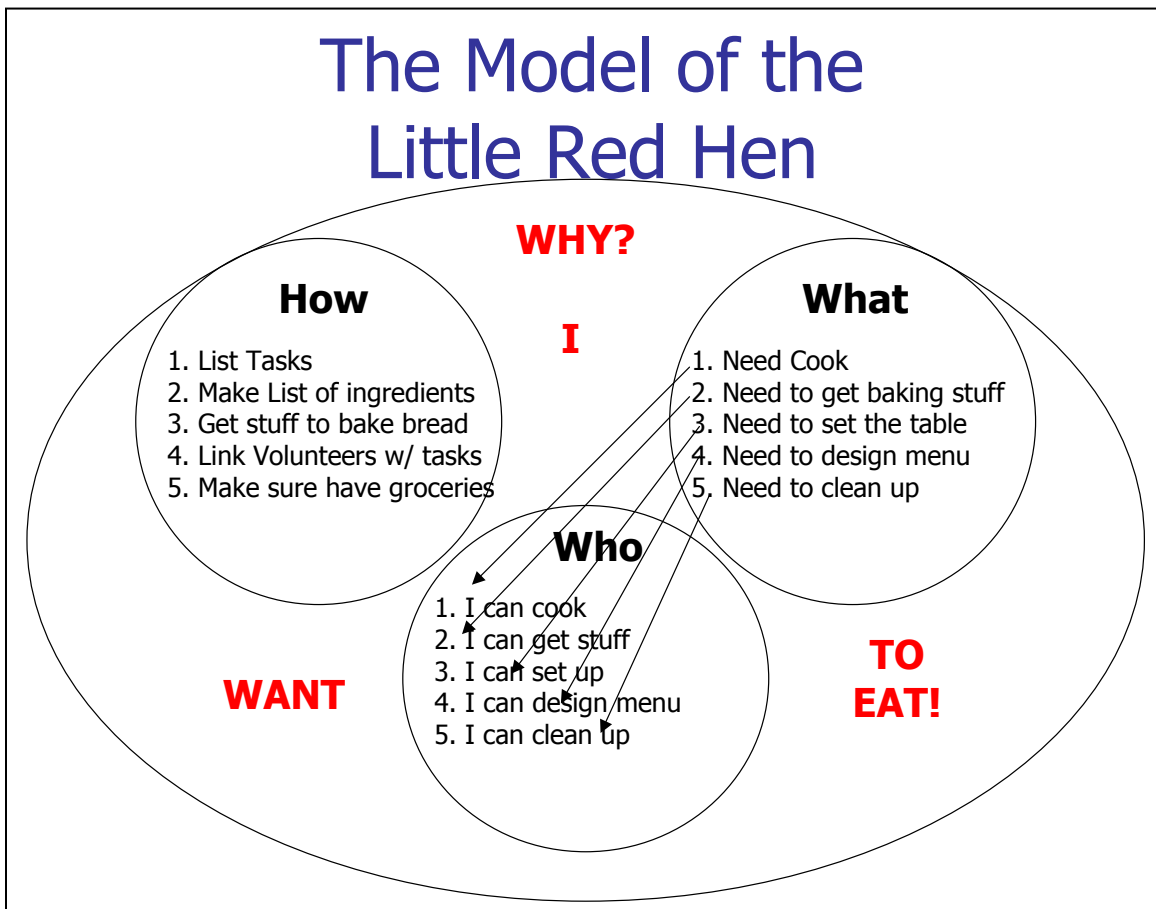 The Model of the
Little Red Hen
WHY?
How
1. List Tasks
2. Make List of ingredients
3. Get stuff to bake bread
4. Link Volunteers w/ tasks
5. Make sure have groceries
I
What
1. Need Cook
2. Need to get baking stuff
3. Need to set the table
4. Need to design menu
5. Need to clean up
Who
1. I can cook
2. I can get stuff
3. I can set up
4. I can design menu
5. I can clean up
WANT
TO
EAT!